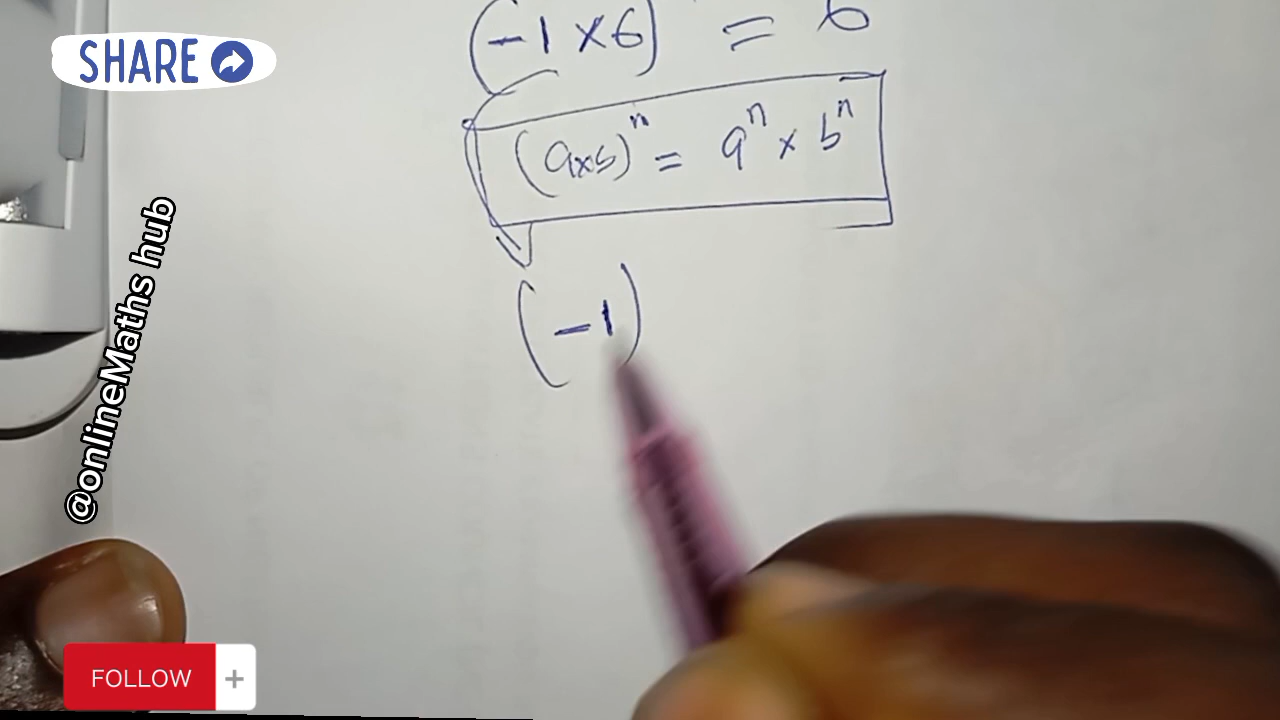 (-1 × 6) = 6
SHARE
(a×b)ⁿ = aⁿ × bⁿ
@onlineMaths hub
(-1)
FOLLOW +